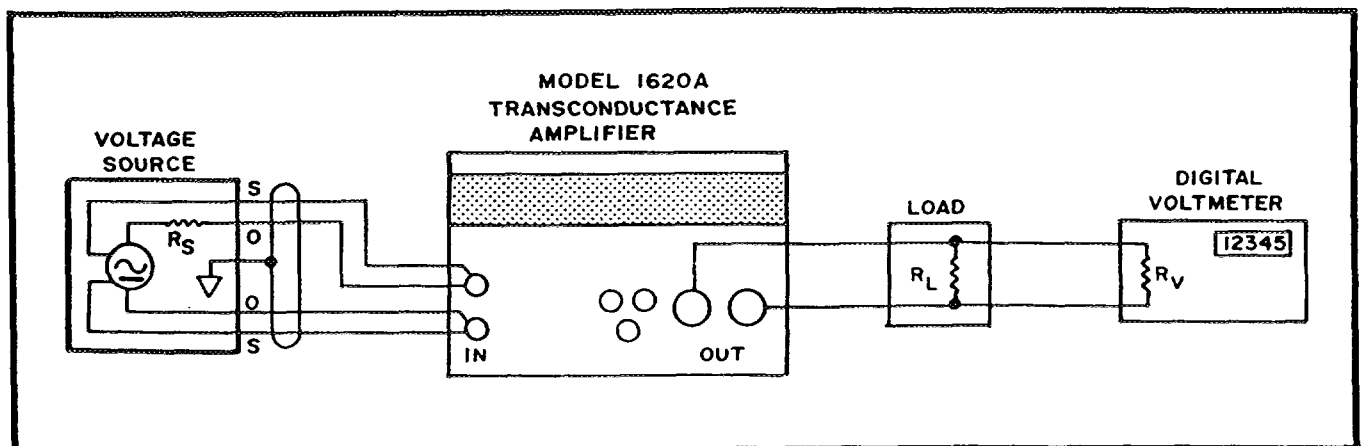 MODEL 1620A
TRANSCONDUCTANCE
AMPLIFIER
VOLTAGE
SOURCE
S
RS
O
O
S
IN
OUT
LOAD
RL
DIGITAL
VOLTMETER
12345
RV